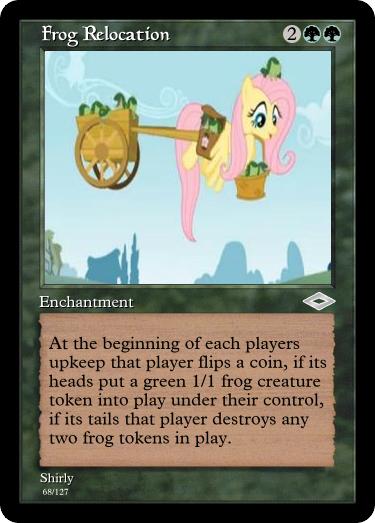 Frog Relocation 2
Enchantment
At the beginning of each players
upkeep that player flips a coin, if its
heads put a green 1/1 frog creature
token into play under their control,
if its tails that player destroys any
two frog tokens in play.
Shirly
68/127